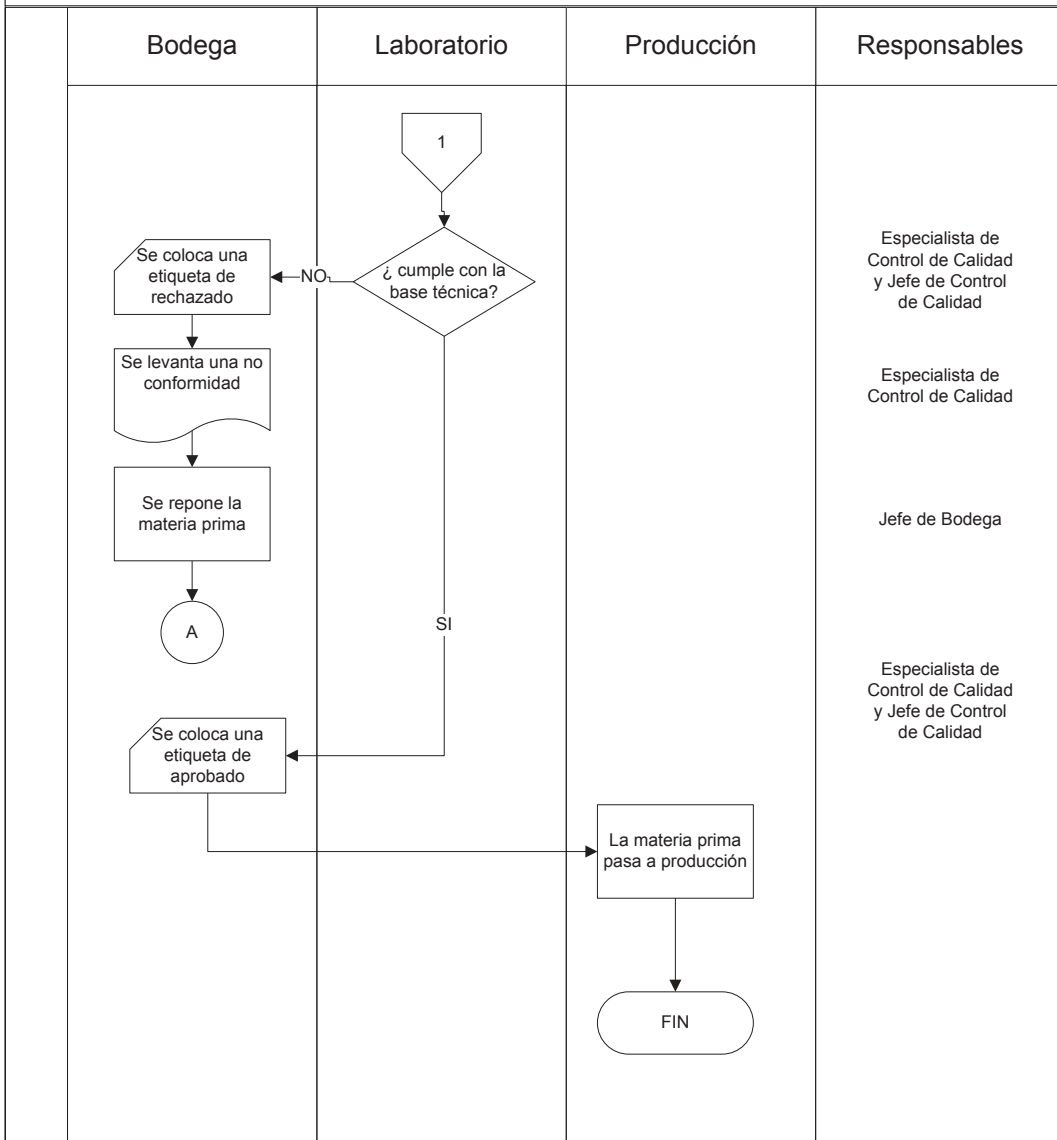 Bodega
Laboratorio
Producción
Responsables
1
¿ cumple con la
base técnica?
NO
Se coloca una
etiqueta de
rechazado
Especialista de
Control de Calidad
y Jefe de Control
de Calidad
Se levanta una no
conformidad
Especialista de
Control de Calidad
Se repone la
materia prima
Jefe de Bodega
A
SI
Se coloca una
etiqueta de
aprobado
Especialista de
Control de Calidad
y Jefe de Control
de Calidad
La materia prima
pasa a producción
FIN